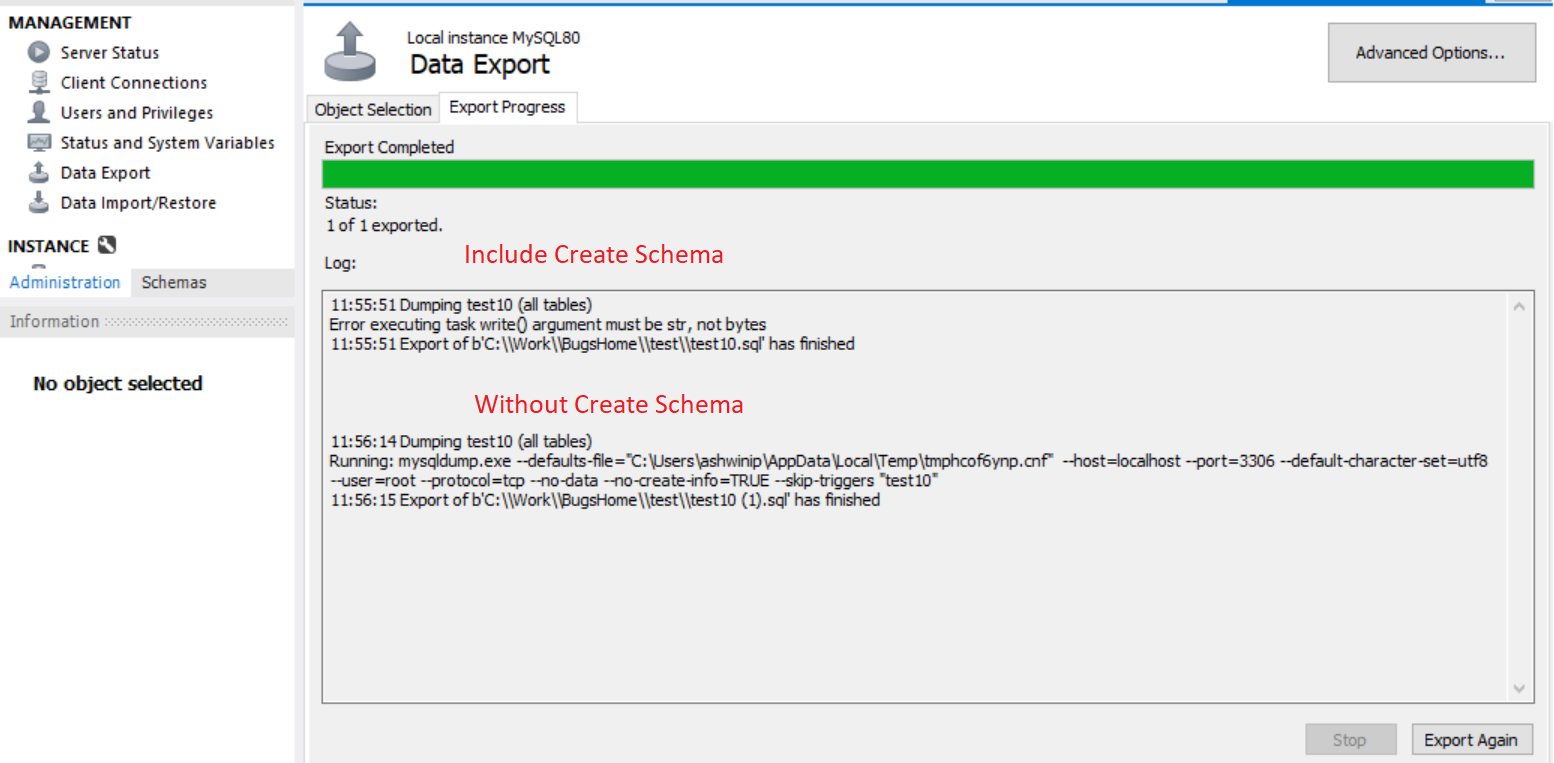 MANAGEMENT
Server Status
Client Connections
Users and Privileges
Status and System Variables
Data Export
Data Import/Restore
INSTANCE
Administration
Schemas
Information
No object selected
Local instance MySQL80
Data Export
Advanced Options...
Object Selection
Export Progress
Export Completed
Status:
1 of 1 exported.
Include Create Schema
Log:
11:55:51 Dumping test10 (all tables)
Error executing task write() argument must be str, not bytes
11:55:51 Export of b'C:\\Work\\BugsHome\\test\\test10.sql' has finished
Without Create Schema
11:56:14 Dumping test10 (all tables)
Running: mysqldump.exe --defaults-file="C:\Users\ashwinip\AppData\Local\Temp\tmphcof6ynp.cnf"  --host=localhost --port=3306 --default-character-set=utf8
--user=root --protocol=tcp --no-data --no-create-info=TRUE --skip-triggers "test10"
11:56:15 Export of b'C:\\Work\\BugsHome\\test\\test10 (1).sql' has finished
Stop
Export Again